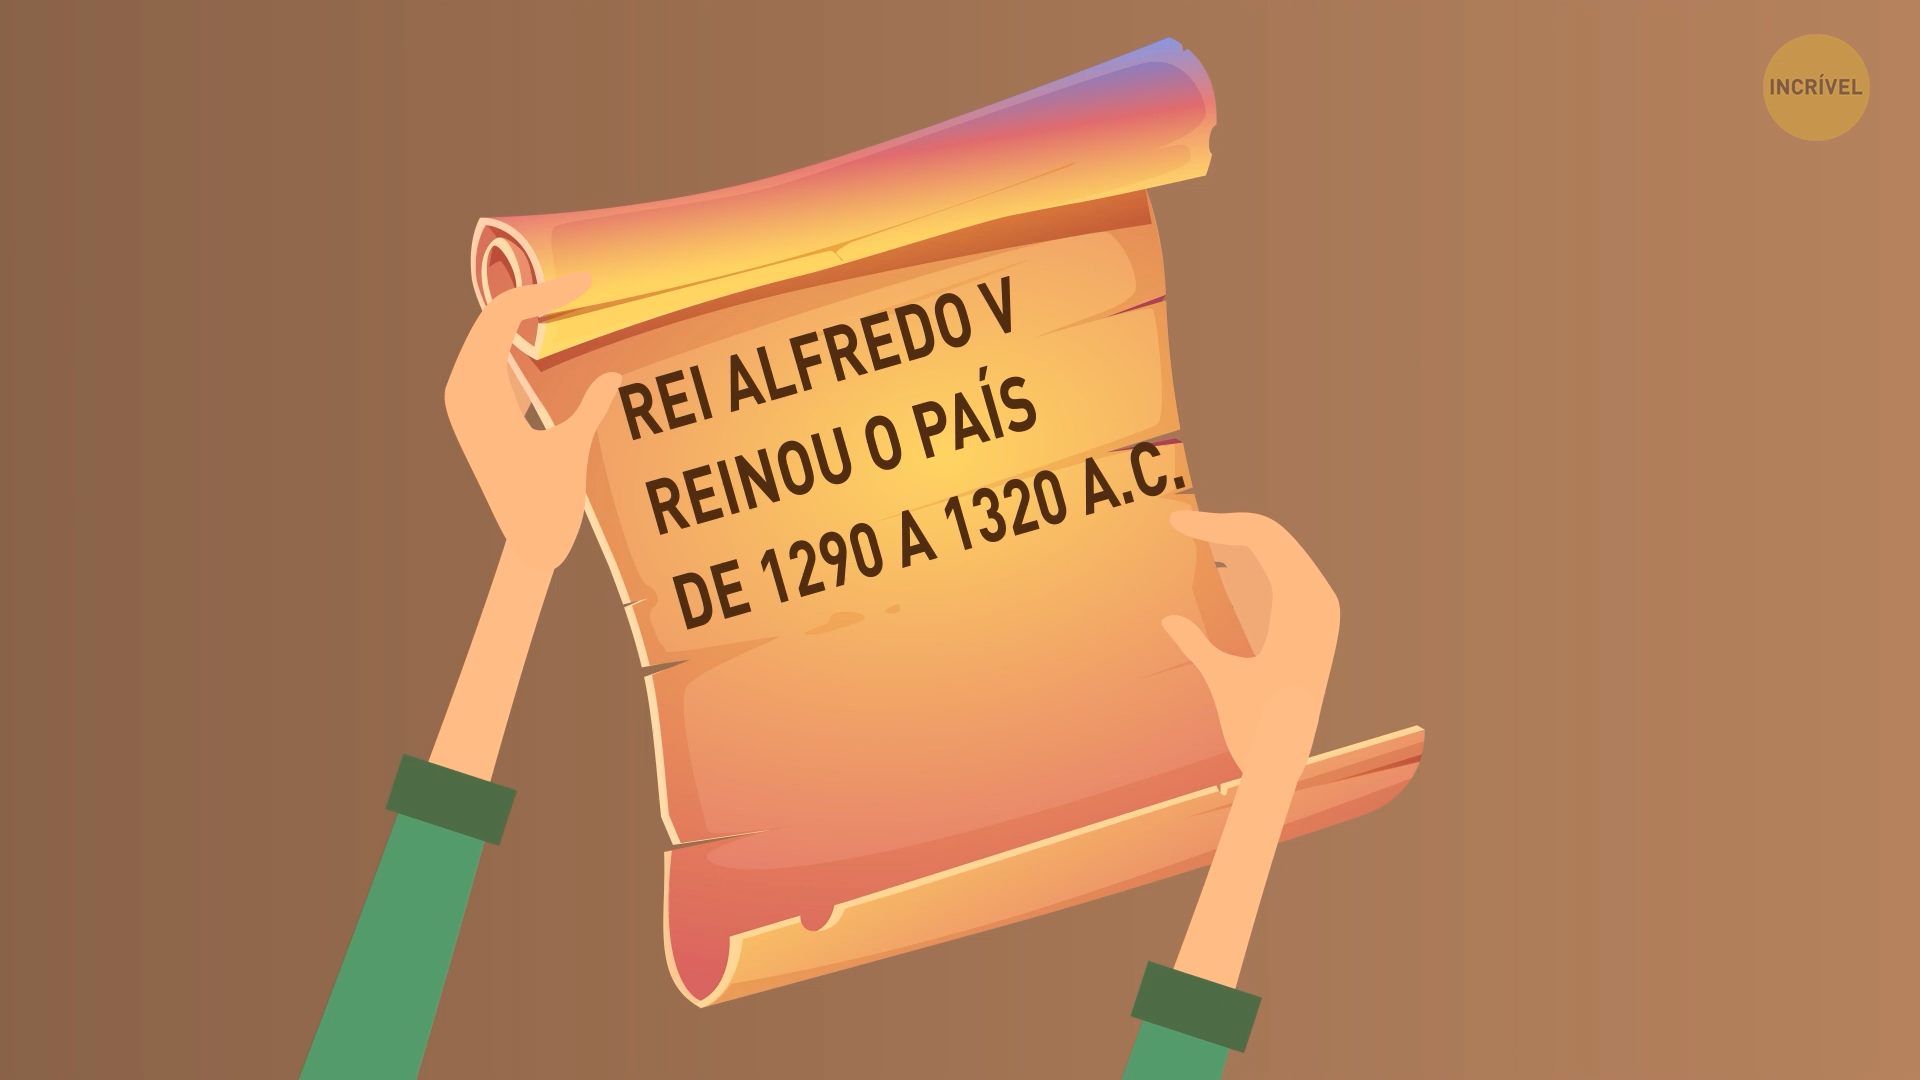 INCRÍVEL
REI ALFREDO V
REINOU O PAÍS
DE 1290 A 1320 A.C.